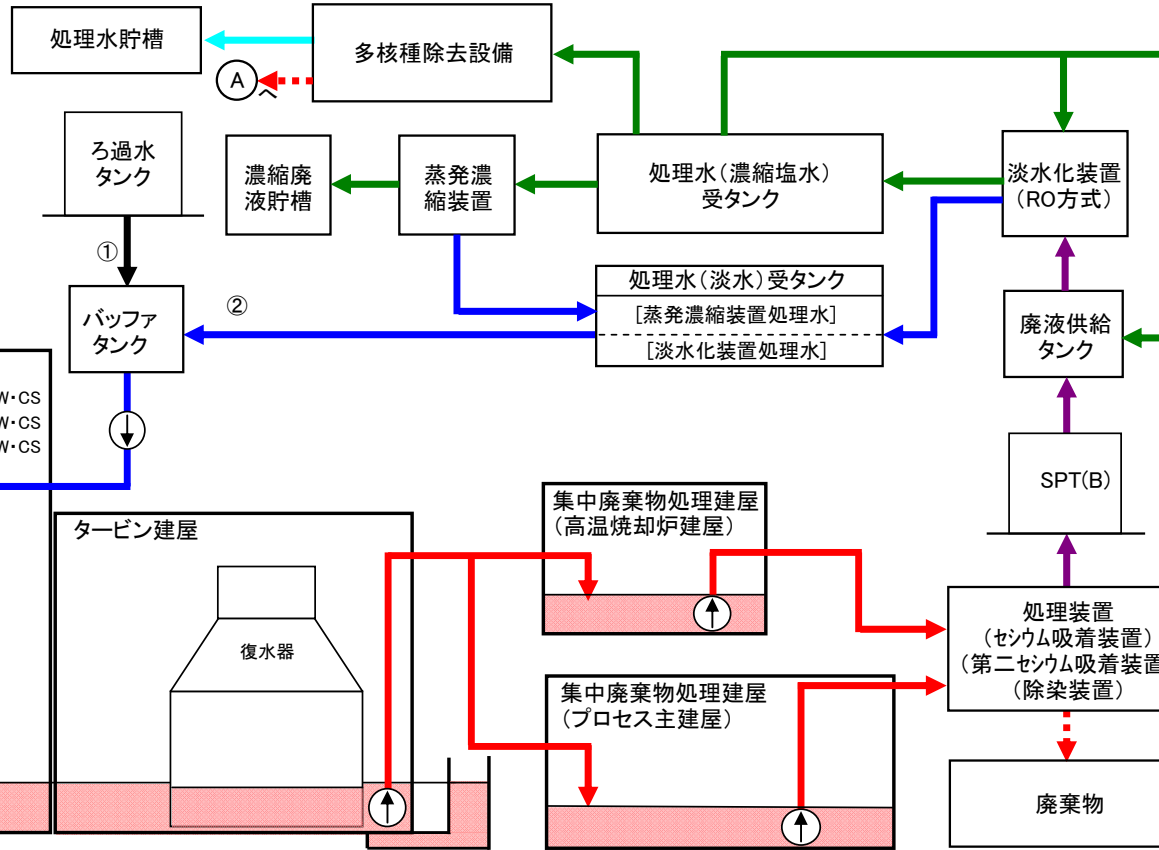 処理水貯槽
多核種除去設備
A
へ
ろ過水
タンク
濃縮廃
液貯槽
蒸発濃
縮装置
処理水(濃縮塩水)
受タンク
淡水化装置
(RO方式)
①
②
バッファ
タンク
処理水(淡水)受タンク
[蒸発濃縮装置処理水]
[淡水化装置処理水]
廃液供給
タンク
W・CS
W・CS
W・CS
SPT(B)
タービン建屋
復水器
集中廃棄物処理建屋
(高温焼却炉建屋)
集中廃棄物処理建屋
(プロセス主建屋)
処理装置
(セシウム吸着装置)
(第二セシウム吸着装置
(除染装置)
廃棄物